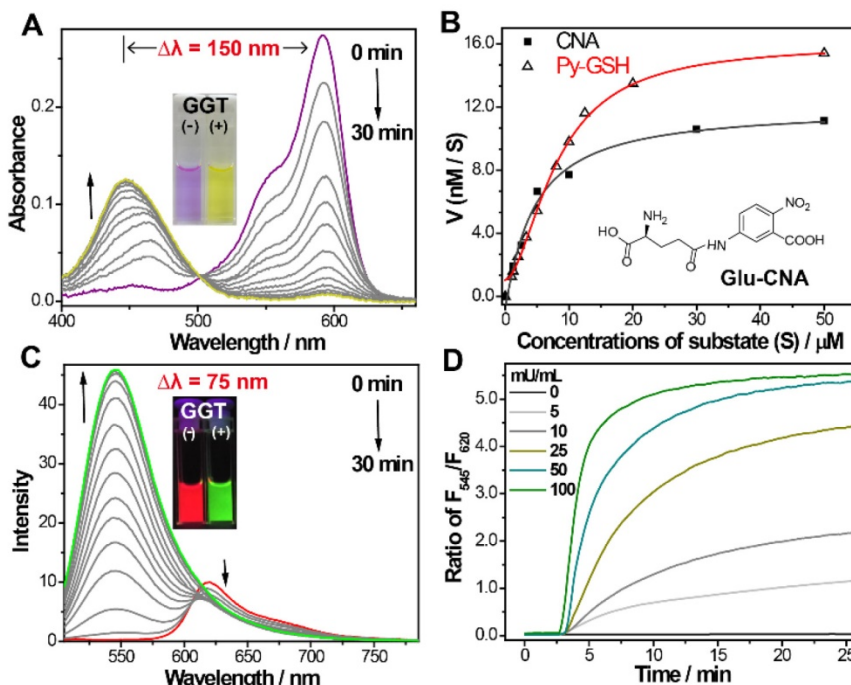 A
Δλ = 150 nm
0 min
30 min
GGT
(-) (+)
0.2
0.1
0.0
400 450 500 550 600 650
Absorbance
Wavelength / nm
B
CNA
Py-GSH
16.0
12.0
8.0
4.0
0.0
0 10 20 30 40 50
V (nM / S)
Concentrations of substate (S) / μM
NH2
HO
O
O
HN
NO2
COOH
Glu-CNA
C
Δλ = 75 nm
0 min
30 min
GGT
(-) (+)
40
30
20
10
0
550 600 650 700 750
Intensity
Wavelength / nm
D
mU/mL
0
5
10
25
50
100
5.0
4.0
3.0
2.0
1.0
0.0
0 5 10 15 20 25
Ratio of F545/F620
Time / min